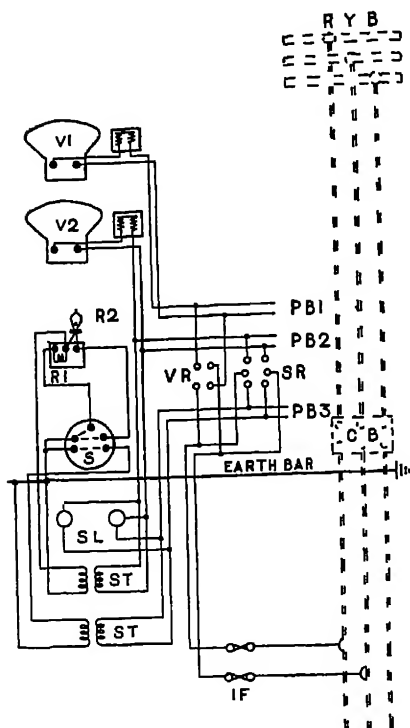 R Y B
V1
V2
R2
R1
PB1
PB2
VR
SR
PB3
C B
S
EARTH BAR
SL
ST
ST
IF